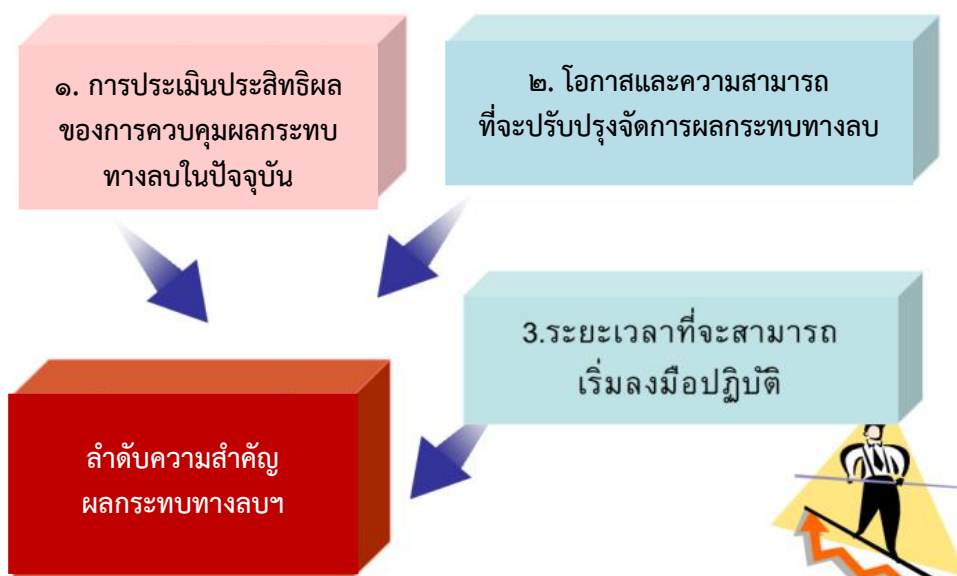 ๑. การประเมินประสิทธิผล
ของการควบคุมผลกระทบ
ทางลบในปัจจุบัน
๒. โอกาสและความสามารถ
ที่จะปรับปรุงจัดการผลกระทบทางลบ
3.ระยะเวลาที่จะสามารถ
เริ่มลงมือปฏิบัติ
ลำดับความสำคัญ
ผลกระทบทางลบฯ